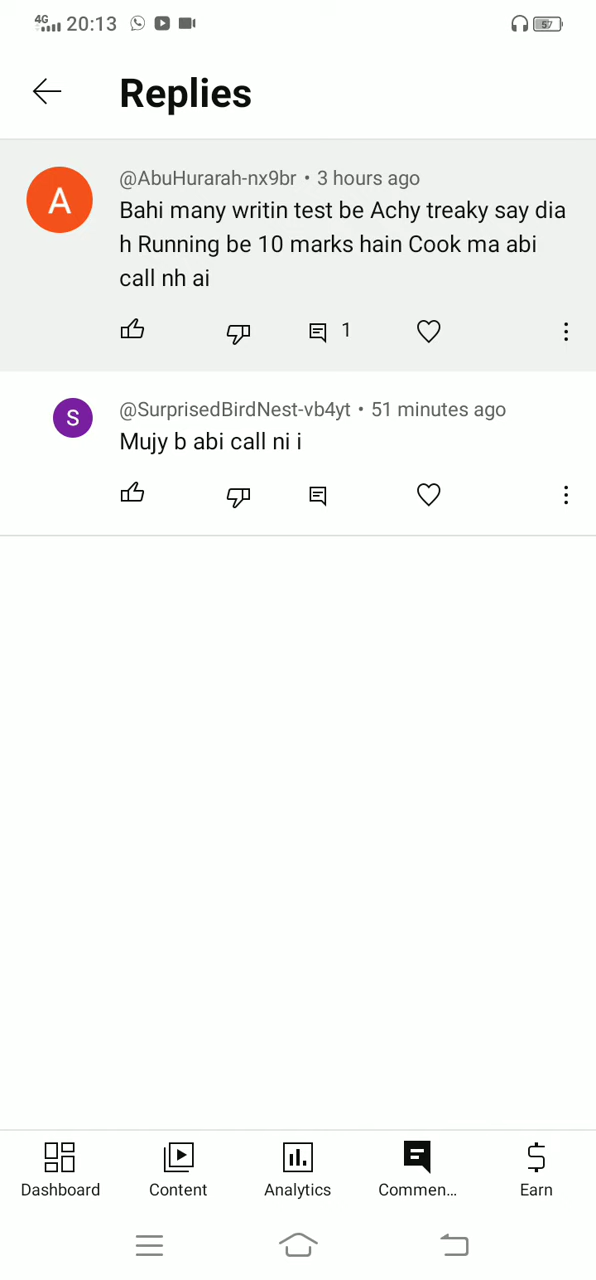 4G 20:13 57
Replies
A
@AbuHurarah-nx9br • 3 hours ago
Bahi many writin test be Achy treaky say dia
h Running be 10 marks hain Cook ma abi
call nh ai
1
S
@SurprisedBirdNest-vb4yt • 51 minutes ago
Mujy b abi call ni i
Dashboard Content Analytics Commen... Earn